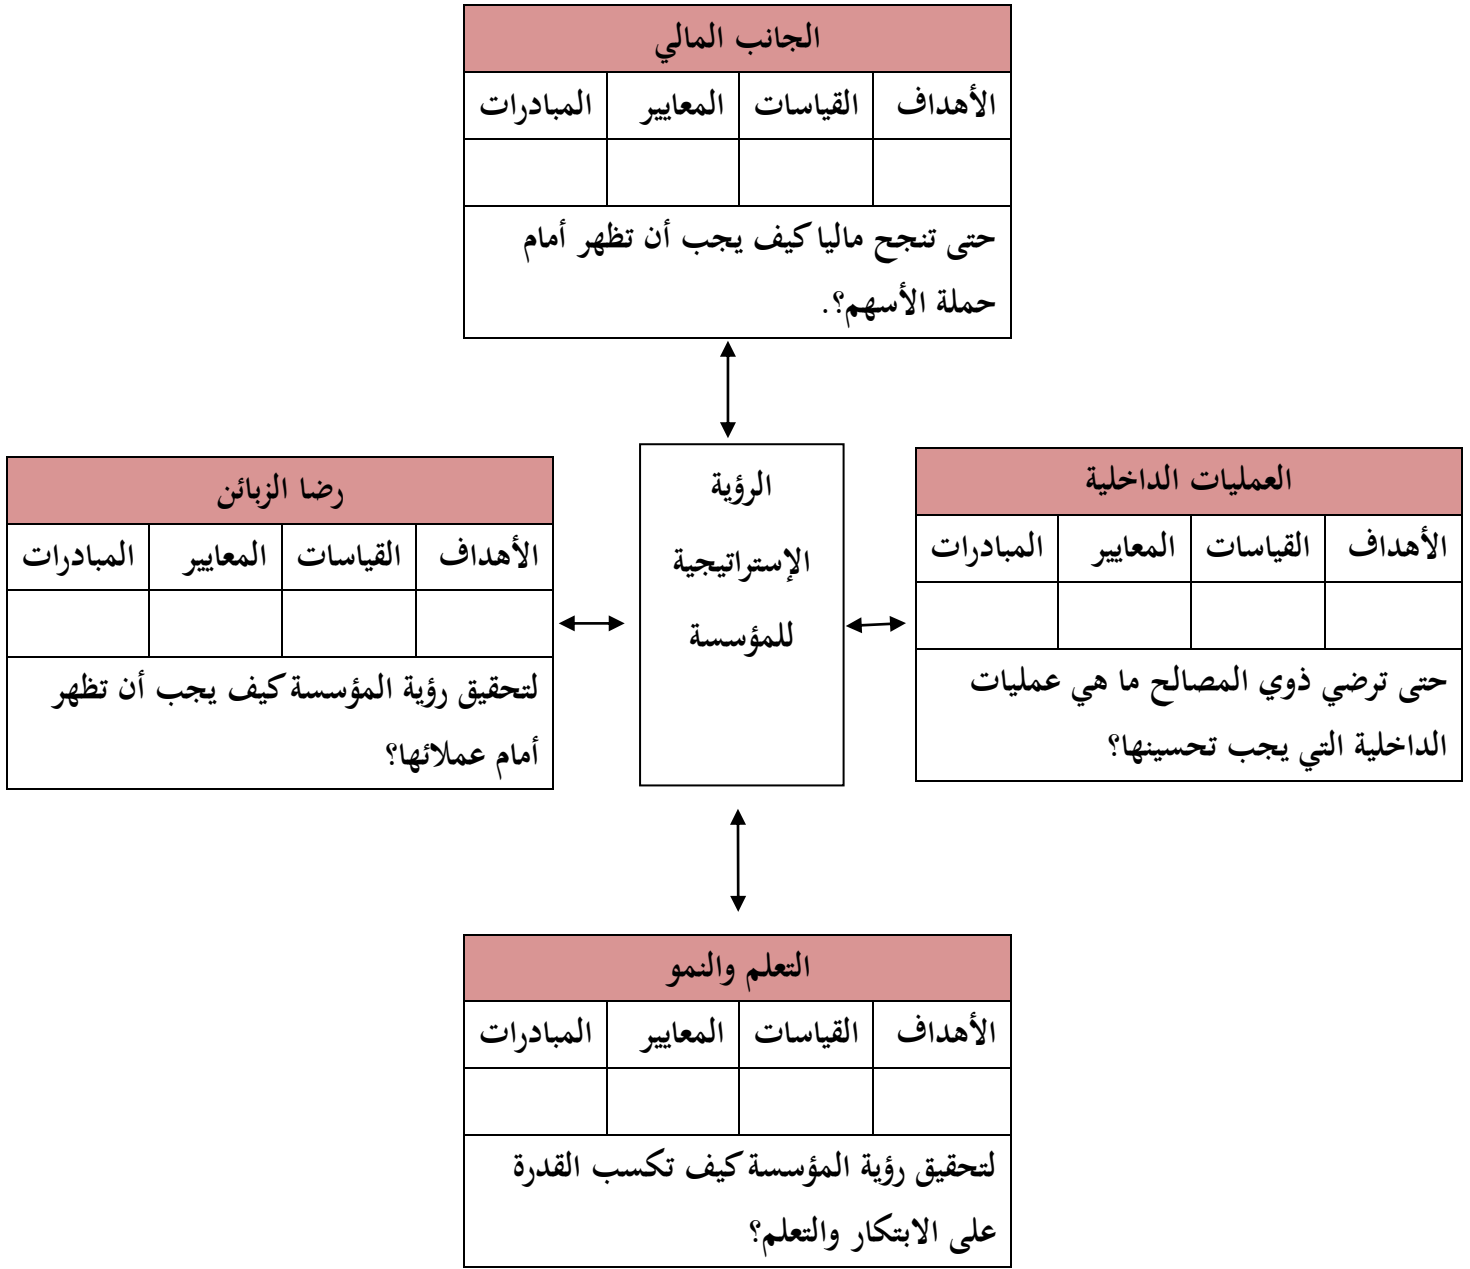 الجانب المالي
الأهداف القياسات المعايير المبادرات
حتى تنجح ماليا كيف يجب أن تظهر أمام
حملة الأسهم؟.
العمليات الداخلية
الأهداف القياسات المعايير المبادرات
حتى ترضي ذوي المصالح ما هي عمليات
الداخلية التي يجب تحسينها؟
الرؤية
الإستراتيجية
للمؤسسة
رضا الزبائن
الأهداف القياسات المعايير المبادرات
لتحقيق رؤية المؤسسة كيف يجب أن تظهر
أمام عملائها؟
التعلم والنمو
الأهداف القياسات المعايير المبادرات
لتحقيق رؤية المؤسسة كيف تكسب القدرة
على الابتكار والتعلم؟